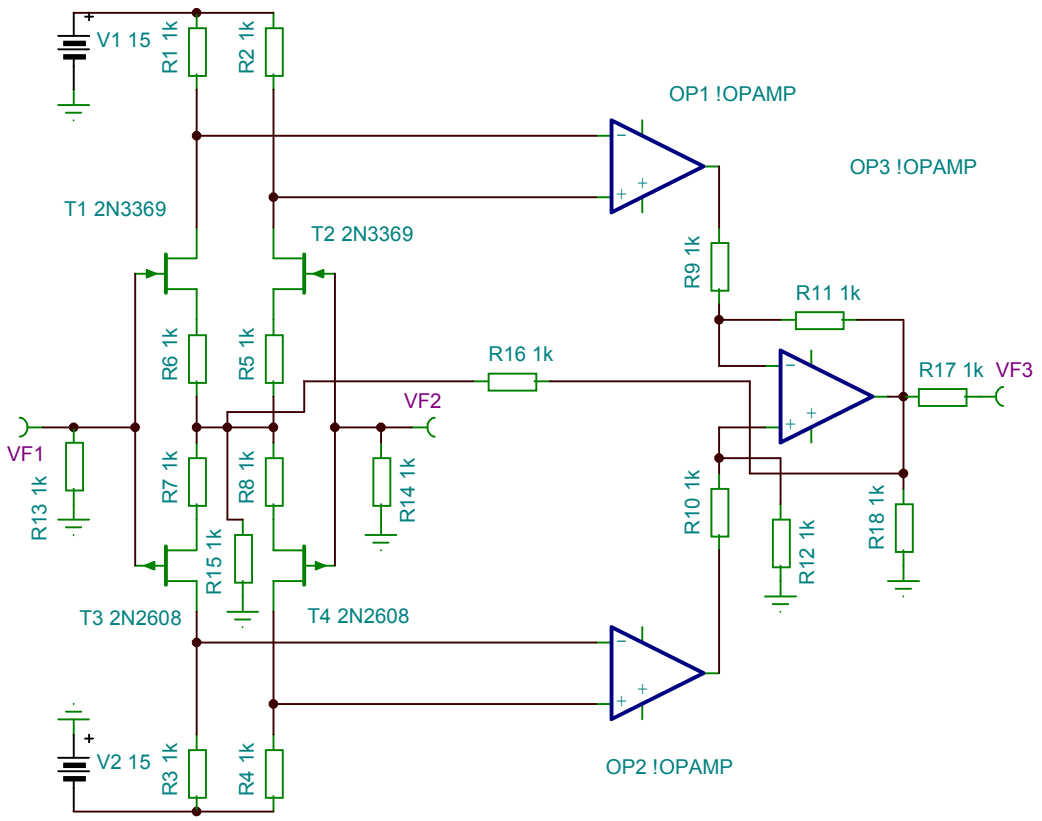 V1 15
R1 1k
R2 1k
OP1 !OPAMP
OP3 !OPAMP
T1 2N3369
T2 2N3369
R9 1k
R11 1k
R6 1k
R5 1k
R16 1k
R17 1k
VF3
VF2
VF1
R13 1k
R7 1k
R8 1k
R14 1k
R10 1k
R18 1k
R15 1k
R12 1k
T3 2N2608
T4 2N2608
V2 15
R3 1k
R4 1k
OP2 !OPAMP